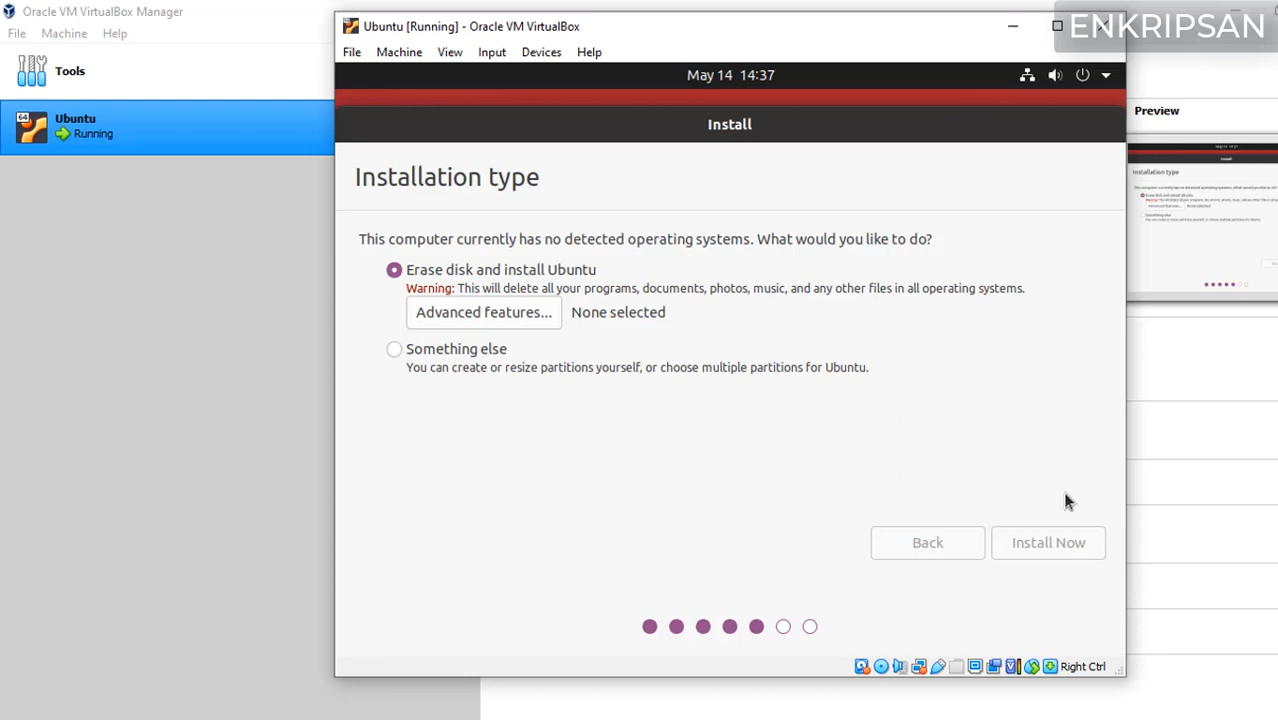 Oracle VM VirtualBox Manager
File Machine Help
Tools
64
Ubuntu
Running
Ubuntu [Running] - Oracle VM VirtualBox
ENKRIPSAN
File Machine View Input Devices Help
May 14 14:37
Install
Installation type
This computer currently has no detected operating systems. What would you like to do?
Erase disk and install Ubuntu
Warning: This will delete all your programs, documents, photos, music, and any other files in all operating systems.
Advanced features... None selected
Something else
You can create or resize partitions yourself, or choose multiple partitions for Ubuntu.
Back Install Now
Right Ctrl
Preview
Install
Installation type